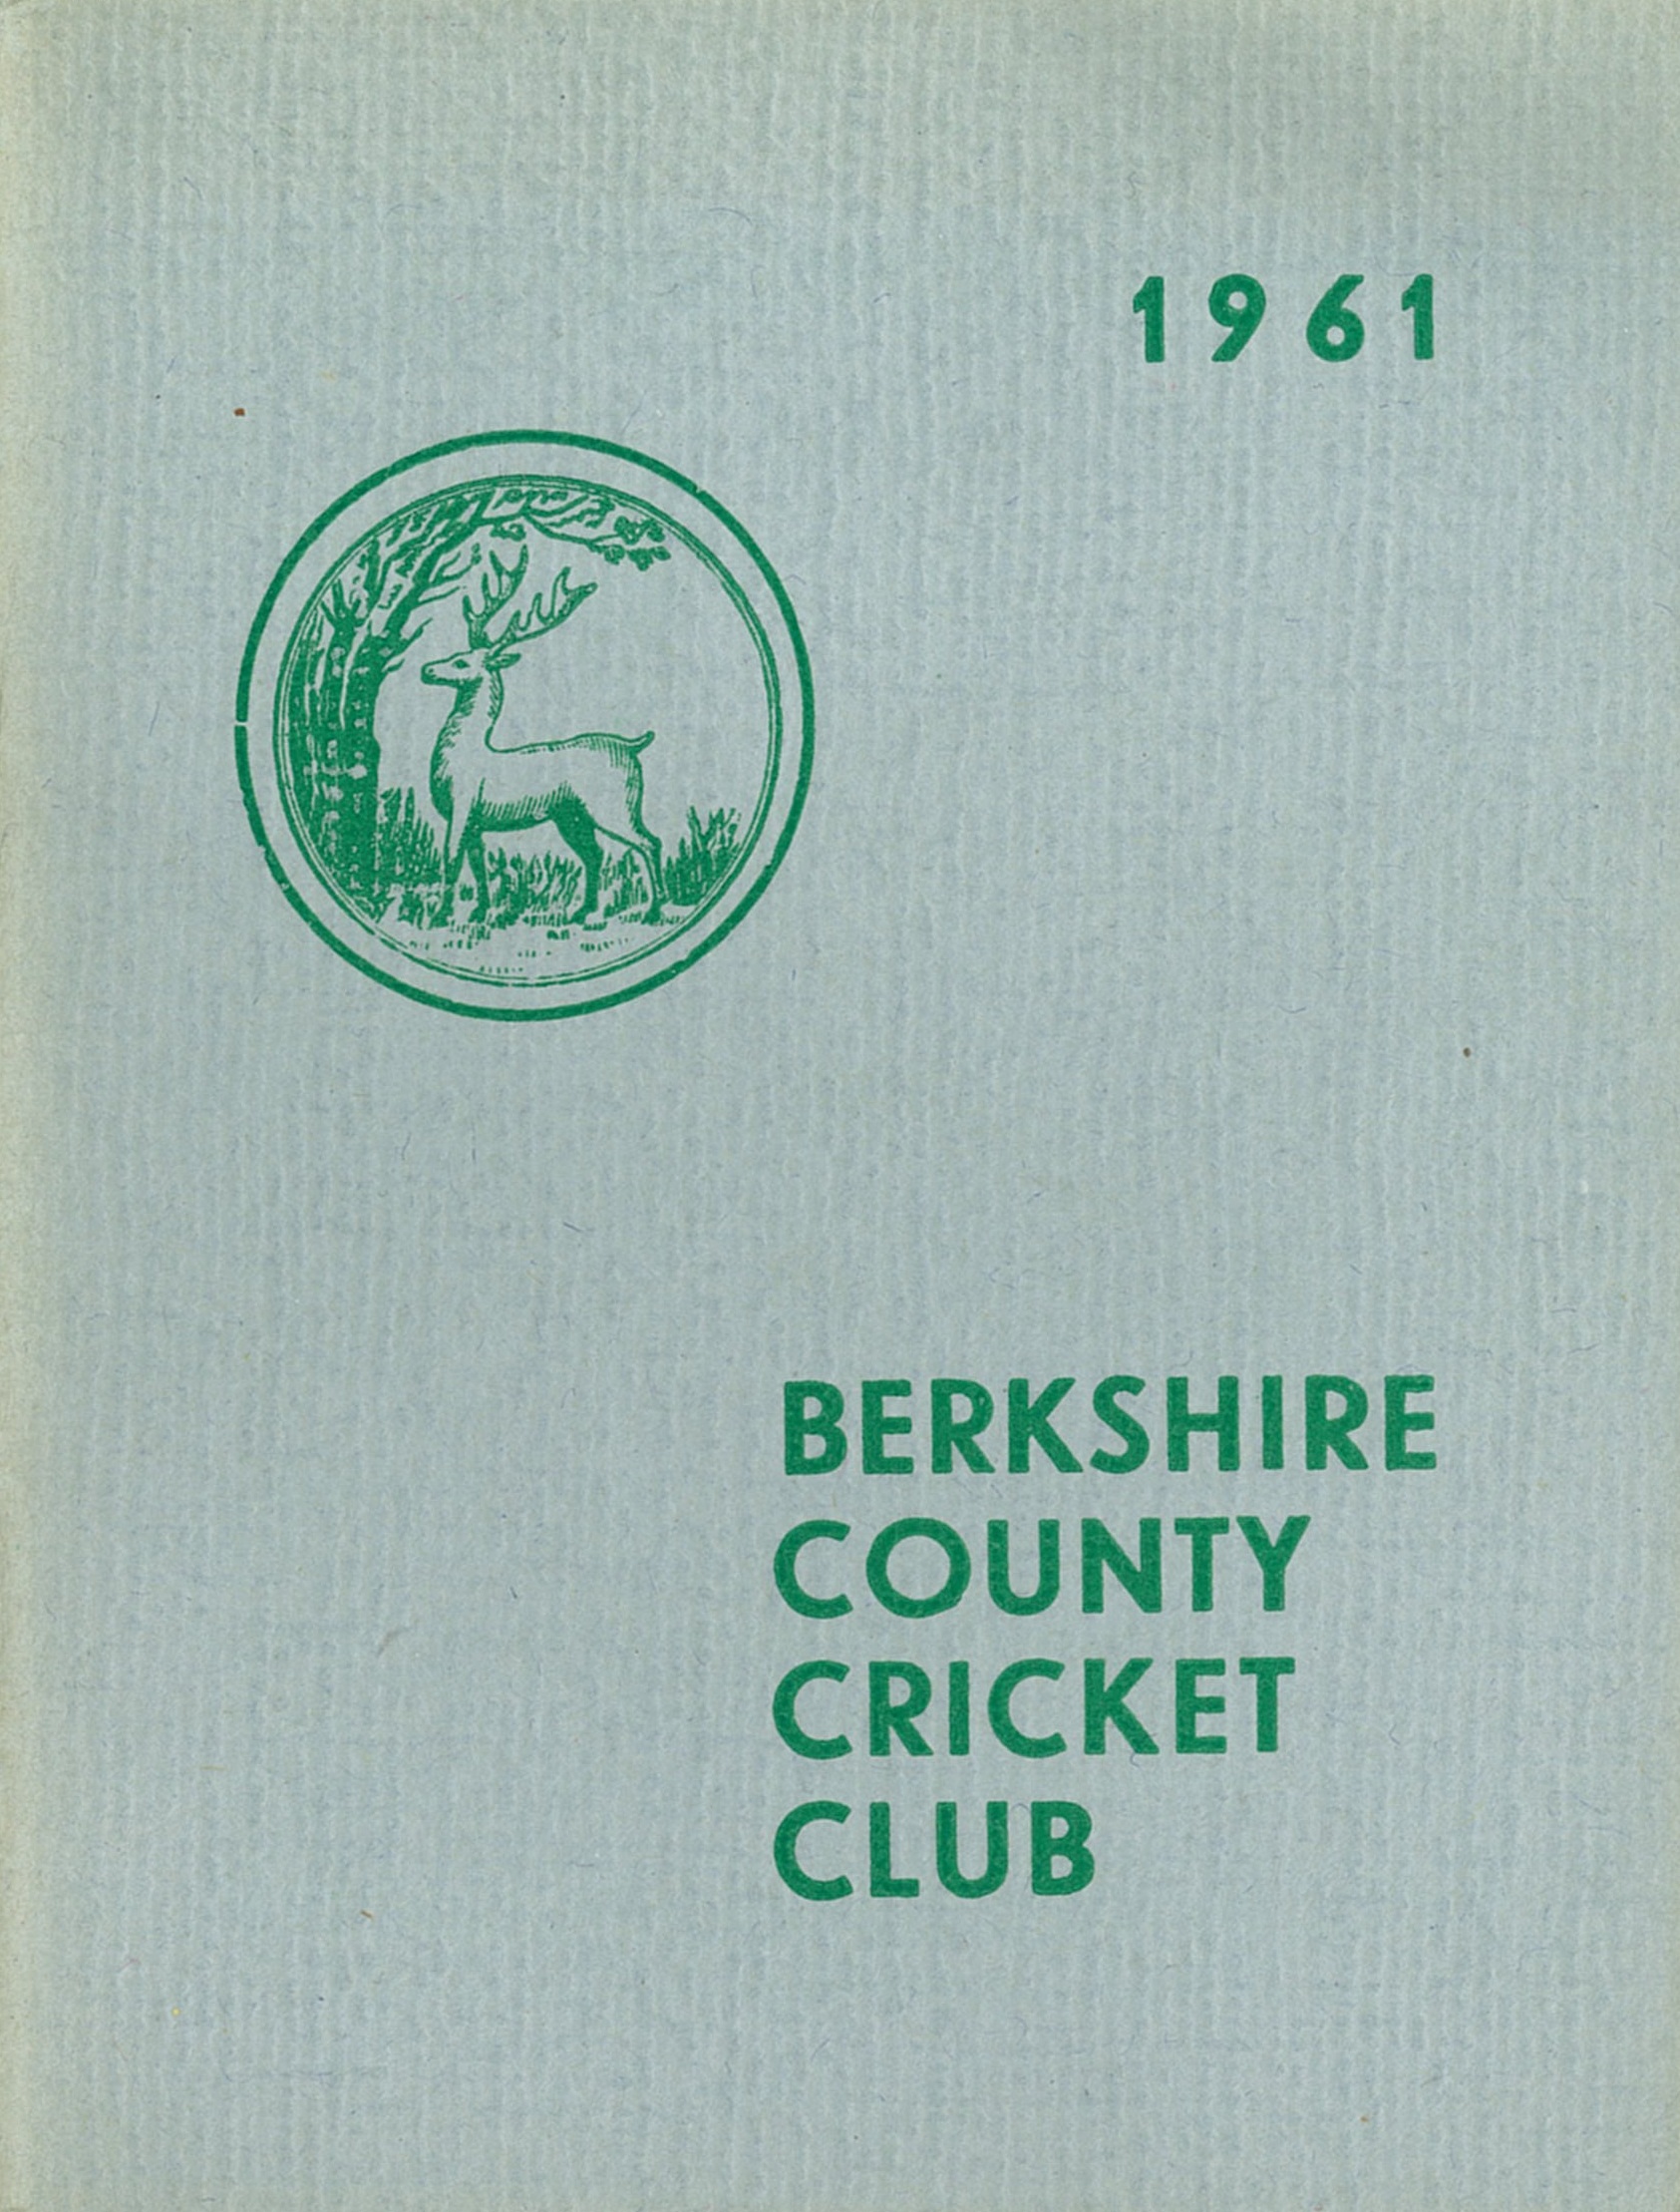 1961
BERKSHIRE
COUNTY
CRICKET
CLUB